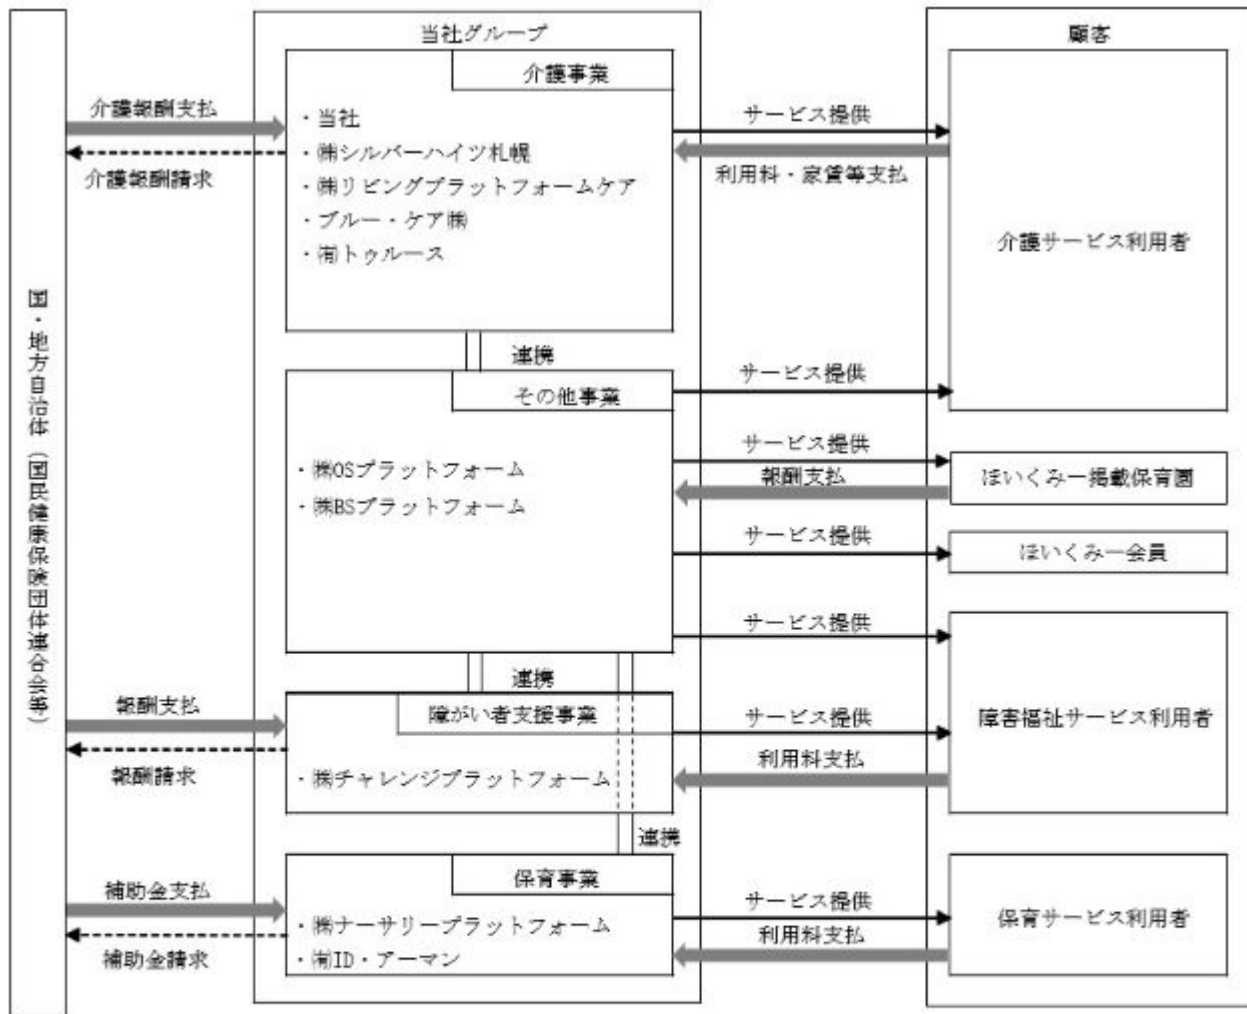 当社グループ
顧客
介護事業
介護報酬支払
介護報酬請求
・当社
・㈱シルバーハイツ札幌
・㈱リビングプラットフォームケア
・ブルー・ケア㈱
・㈲トゥルース
サービス提供
利用料・家賃等支払
介護サービス利用者
国・地方自治体（国民健康保険団体連合会等）
連携
その他事業
サービス提供
・㈱OSプラットフォーム
・㈱BSプラットフォーム
サービス提供
報酬支払
ほいくみー掲載保育園
サービス提供
ほいくみー会員
サービス提供
連携
障がい者支援事業
報酬支払
報酬請求
・㈱チャレンジプラットフォーム
サービス提供
利用料支払
障害福祉サービス利用者
連携
保育事業
補助金支払
補助金請求
・㈱ナーサリープラットフォーム
・㈲ID・アーマン
サービス提供
利用料支払
保育サービス利用者